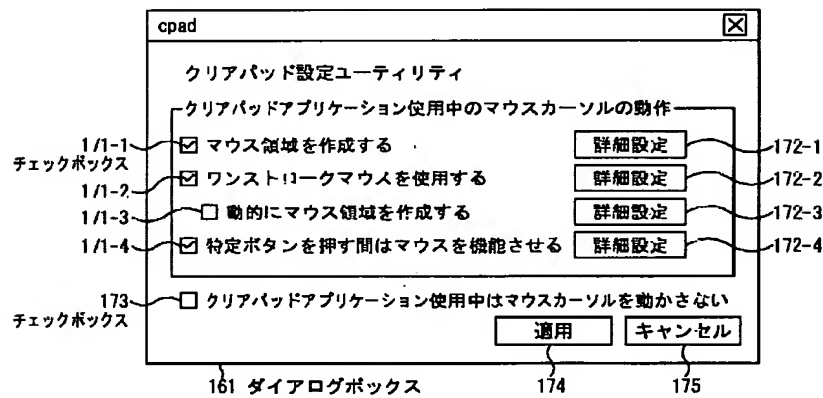 cpad
クリアパッド設定ユーティリティ
クリアパッドアプリケーション使用中のマウスカーソルの動作
1/1-1 マウス領域を作成する 詳細設定 172-1
チェックボックス
1/1-2 ワンストロークマウスを使用する 詳細設定 172-2
1/1-3 動的にマウス領域を作成する 詳細設定 172-3
1/1-4 特定ボタンを押す間はマウスを機能させる 詳細設定 172-4
173 クリアパッドアプリケーション使用中はマウスカーソルを動かさない
チェックボックス
適用 キャンセル
161 ダイアログボックス 174 175